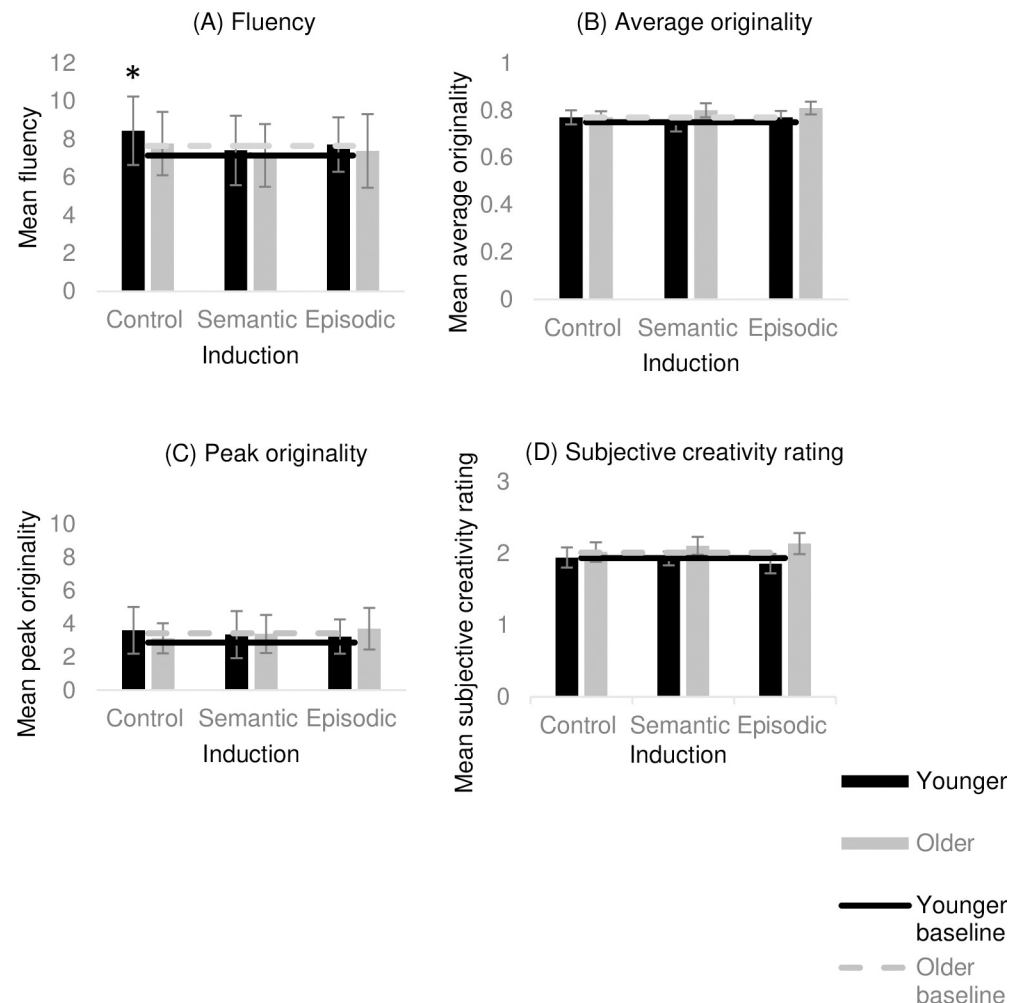 (A) Fluency
Mean fluency
12
10
8
6
4
2
0
*
Control Semantic Episodic
Induction
(B) Average originality
Mean average originality
1
0.8
0.6
0.4
0.2
0
Control Semantic Episodic
Induction
(C) Peak originality
Mean peak originality
10
8
6
4
2
0
Control Semantic Episodic
Induction
(D) Subjective creativity rating
Mean subjective creativity rating
3
2
1
0
Control Semantic Episodic
Induction
Younger
Older
Younger
baseline
Older
baseline